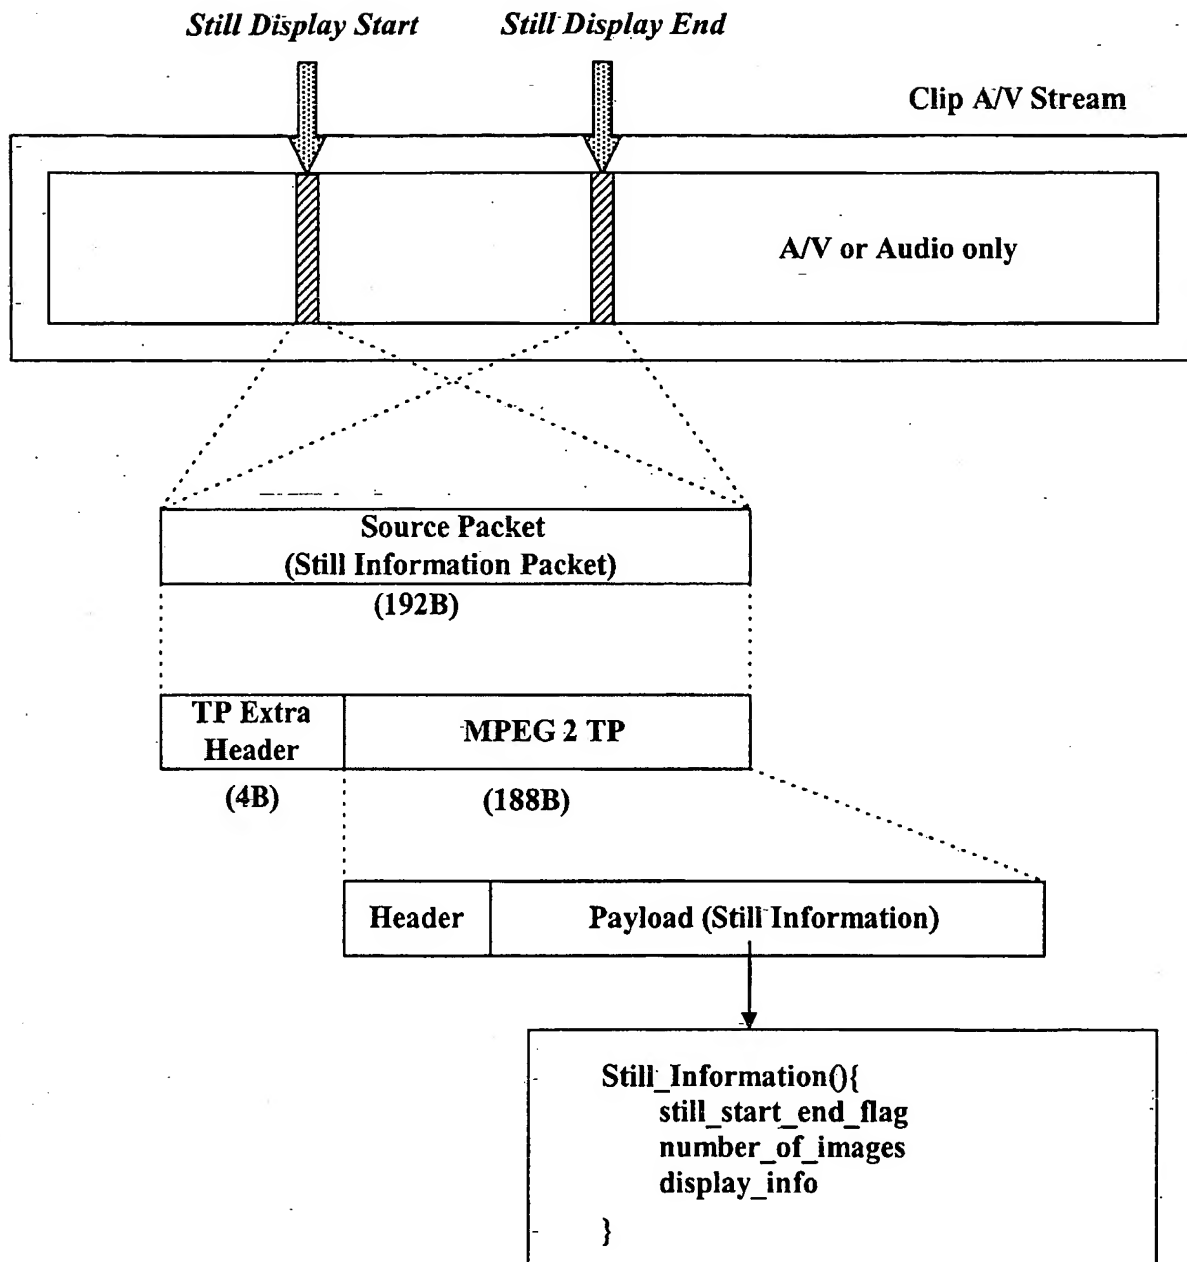 Still Display Start
Still Display End
Clip A/V Stream
A/V or Audio only
Source Packet
(Still Information Packet)
(192B)
TP Extra
Header
MPEG 2 TP
(4B)
(188B)
Header
Payload (Still Information)
Still_Information(){
still_start_end_flag
number_of_images
display_info
}